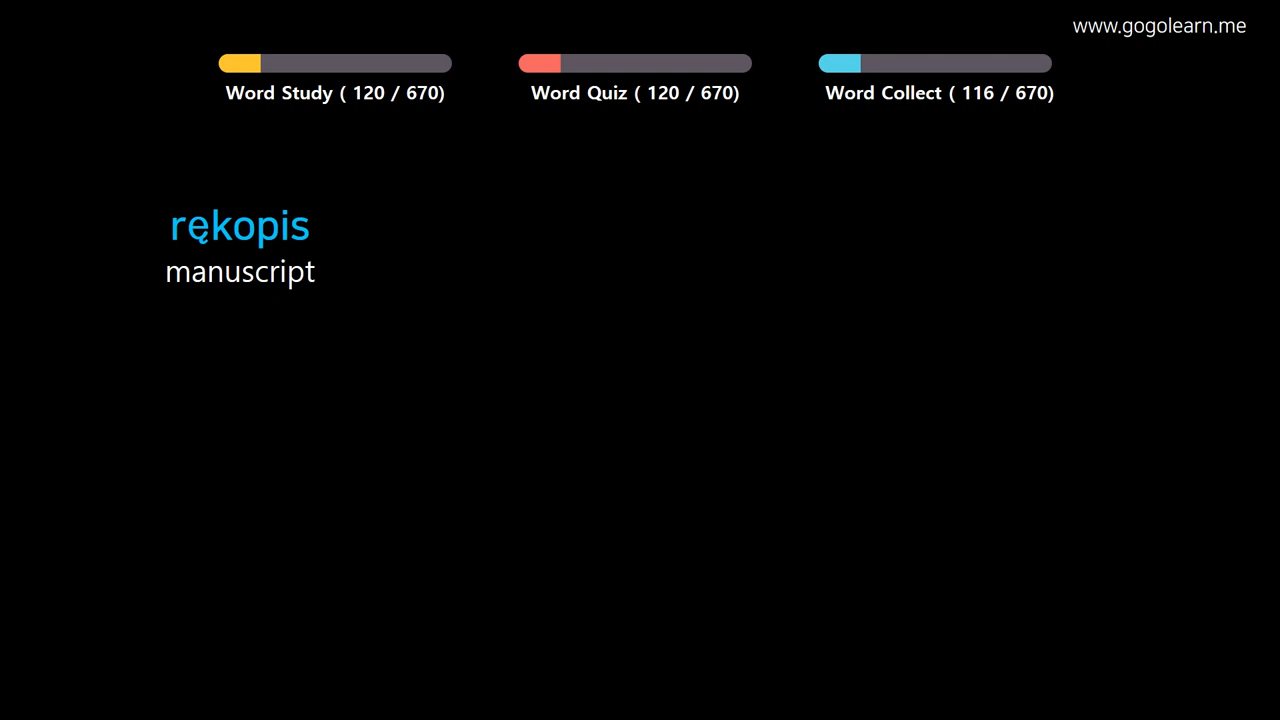 www.gogolearn.me
Word Study ( 120 / 670)
Word Quiz ( 120 / 670)
Word Collect ( 116 / 670)
rękopis
manuscript